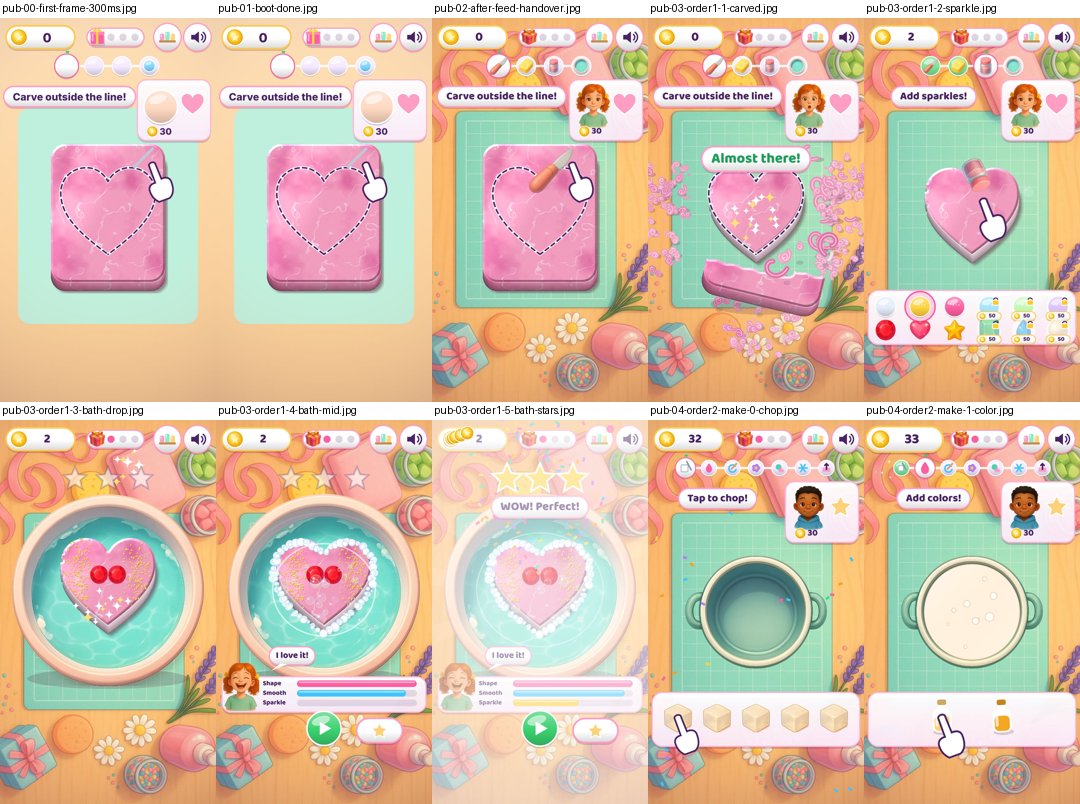 pub-00-first-frame-300ms.jpg
0
Carve outside the line!
30
pub-01-boot-done.jpg
0
Carve outside the line!
30
pub-02-after-feed-handover.jpg
0
Carve outside the line!
30
pub-03-order1-1-carved.jpg
0
Carve outside the line!
30
Almost there!
pub-03-order1-2-sparkle.jpg
2
Add sparkles!
30
50 50 50
50 50 50
pub-03-order1-3-bath-drop.jpg
2
pub-03-order1-4-bath-mid.jpg
2
I love it!
Shape
Smooth
Sparkle
pub-03-order1-5-bath-stars.jpg
2
WOW! Perfect!
I love it!
Shape
Smooth
Sparkle
pub-04-order2-make-0-chop.jpg
32
Tap to chop!
30
pub-04-order2-make-1-color.jpg
33
Add colors!
30